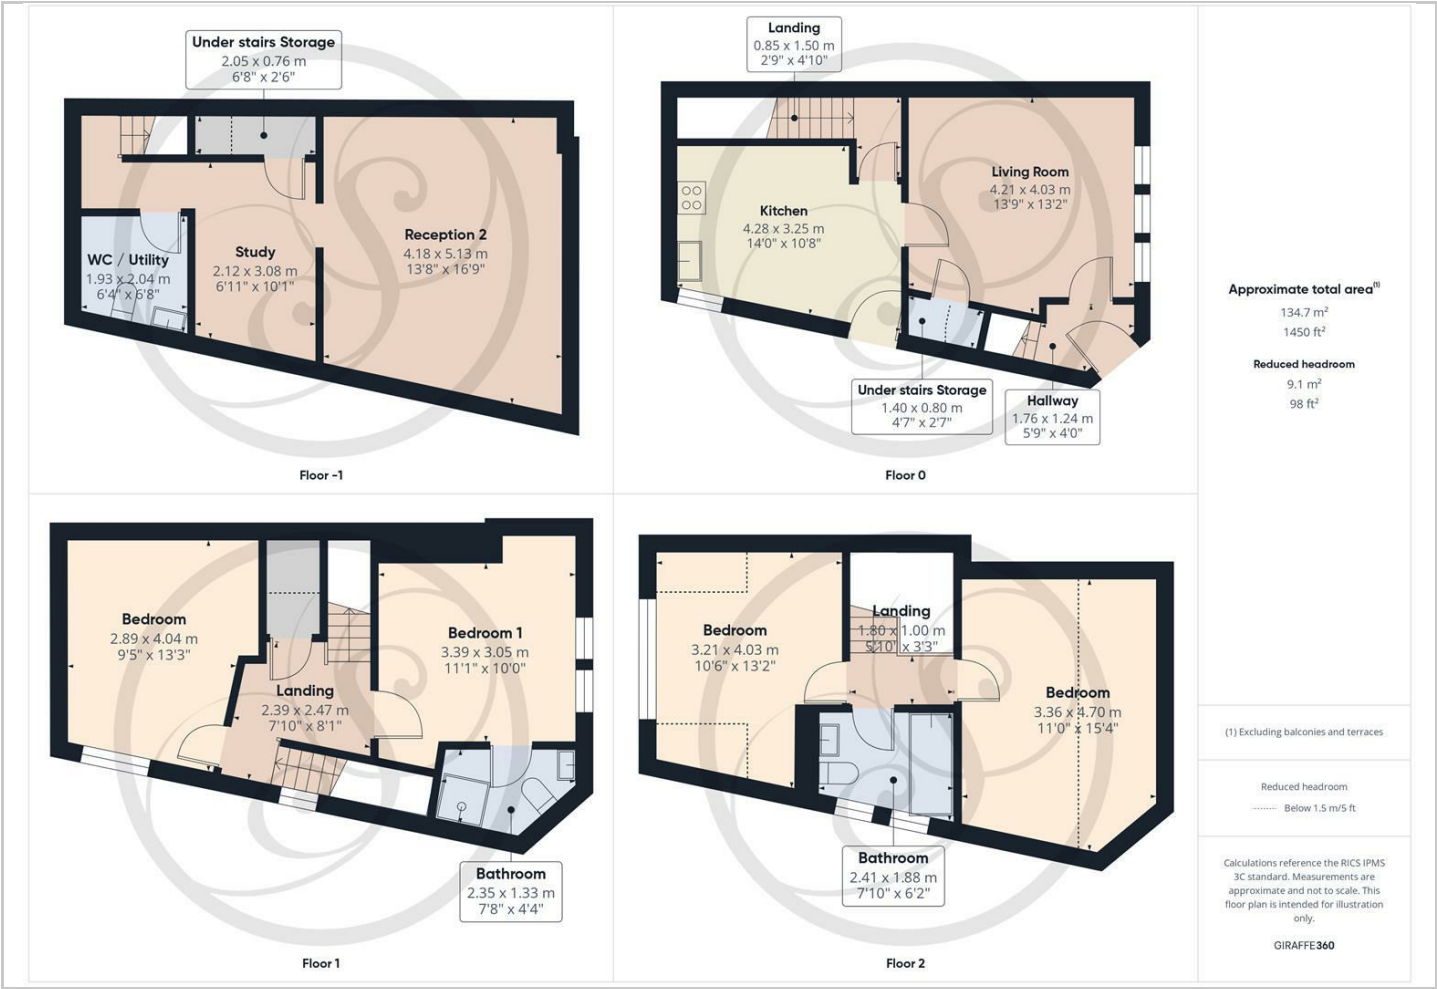 Under stairs Storage
2.05 x 0.76 m
6'8" x 2'6"
WC / Utility
1.93 x 2.04 m
6'4" x 6'8"
Study
2.12 x 3.08 m
6'11" x 10'1"
Reception 2
4.18 x 5.13 m
13'8" x 16'9"
Floor -1
Landing
0.85 x 1.50 m
2'9" x 4'10"
Kitchen
4.28 x 3.25 m
14'0" x 10'8"
Living Room
4.21 x 4.03 m
13'9" x 13'2"
Under stairs Storage
1.40 x 0.80 m
4'7" x 2'7"
Hallway
1.76 x 1.24 m
5'9" x 4'0"
Floor 0
Bedroom
2.89 x 4.04 m
9'5" x 13'3"
Landing
2.39 x 2.47 m
7'10" x 8'1"
Bedroom 1
3.39 x 3.05 m
11'1" x 10'0"
Bathroom
2.35 x 1.33 m
7'8" x 4'4"
Floor 1
Bedroom
3.21 x 4.03 m
10'6" x 13'2"
Landing
1.80 x 1.00 m
5'10" x 3'3"
Bedroom
3.36 x 4.70 m
11'0" x 15'4"
Bathroom
2.41 x 1.88 m
7'10" x 6'2"
Floor 2
Approximate total area(1)
134.7 m²
1450 ft²
Reduced headroom
9.1 m²
98 ft²
(1) Excluding balconies and terraces
Reduced headroom
Below 1.5 m/5 ft
Calculations reference the RICS IPMS
3C standard. Measurements are
approximate and not to scale. This
floor plan is intended for illustration
only.
GIRAFFE360